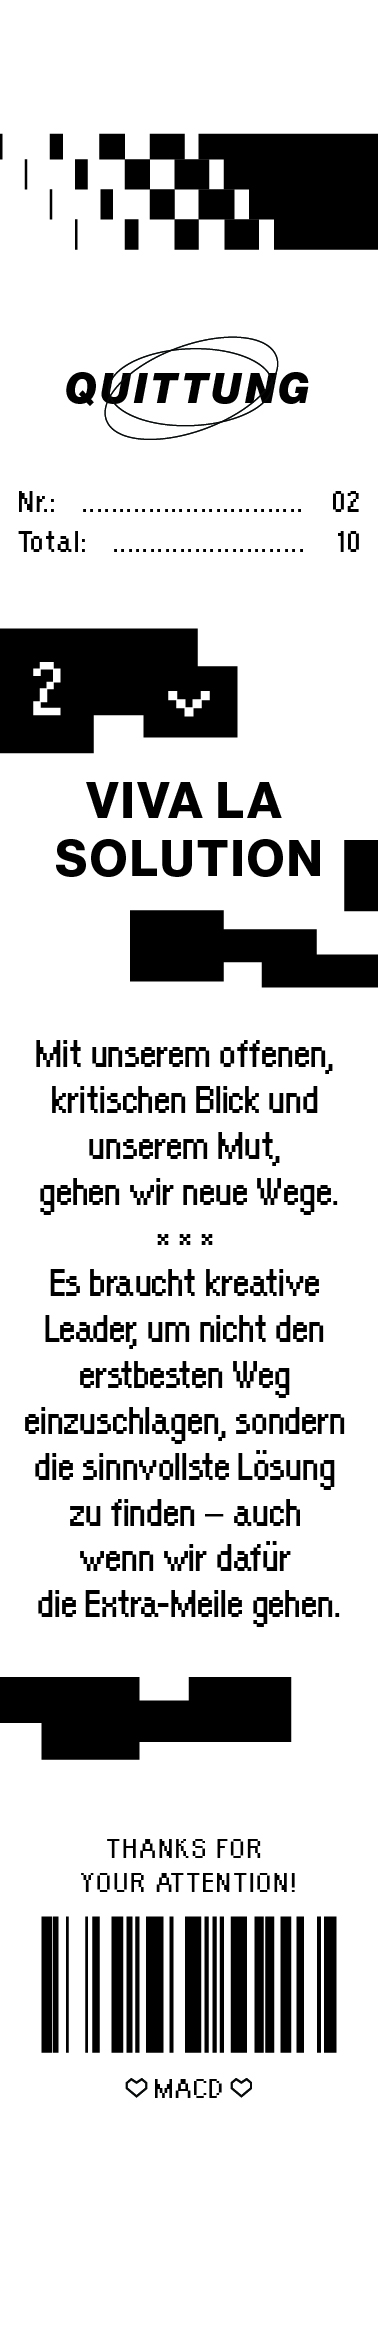 QUITTUNG
Nr.: .............................. 02
Total: .......................... 10
2
VIVA LA
SOLUTION
Mit unserem offenen,
kritischen Blick und
unserem Mut,
gehen wir neue Wege.
× × ×
Es braucht kreative
Leader, um nicht den
erstbesten Weg
einzuschlagen, sondern
die sinnvollste Lösung
zu finden – auch
wenn wir dafür
die Extra-Meile gehen.
THANKS FOR
YOUR ATTENTION!
♡ MACD ♡